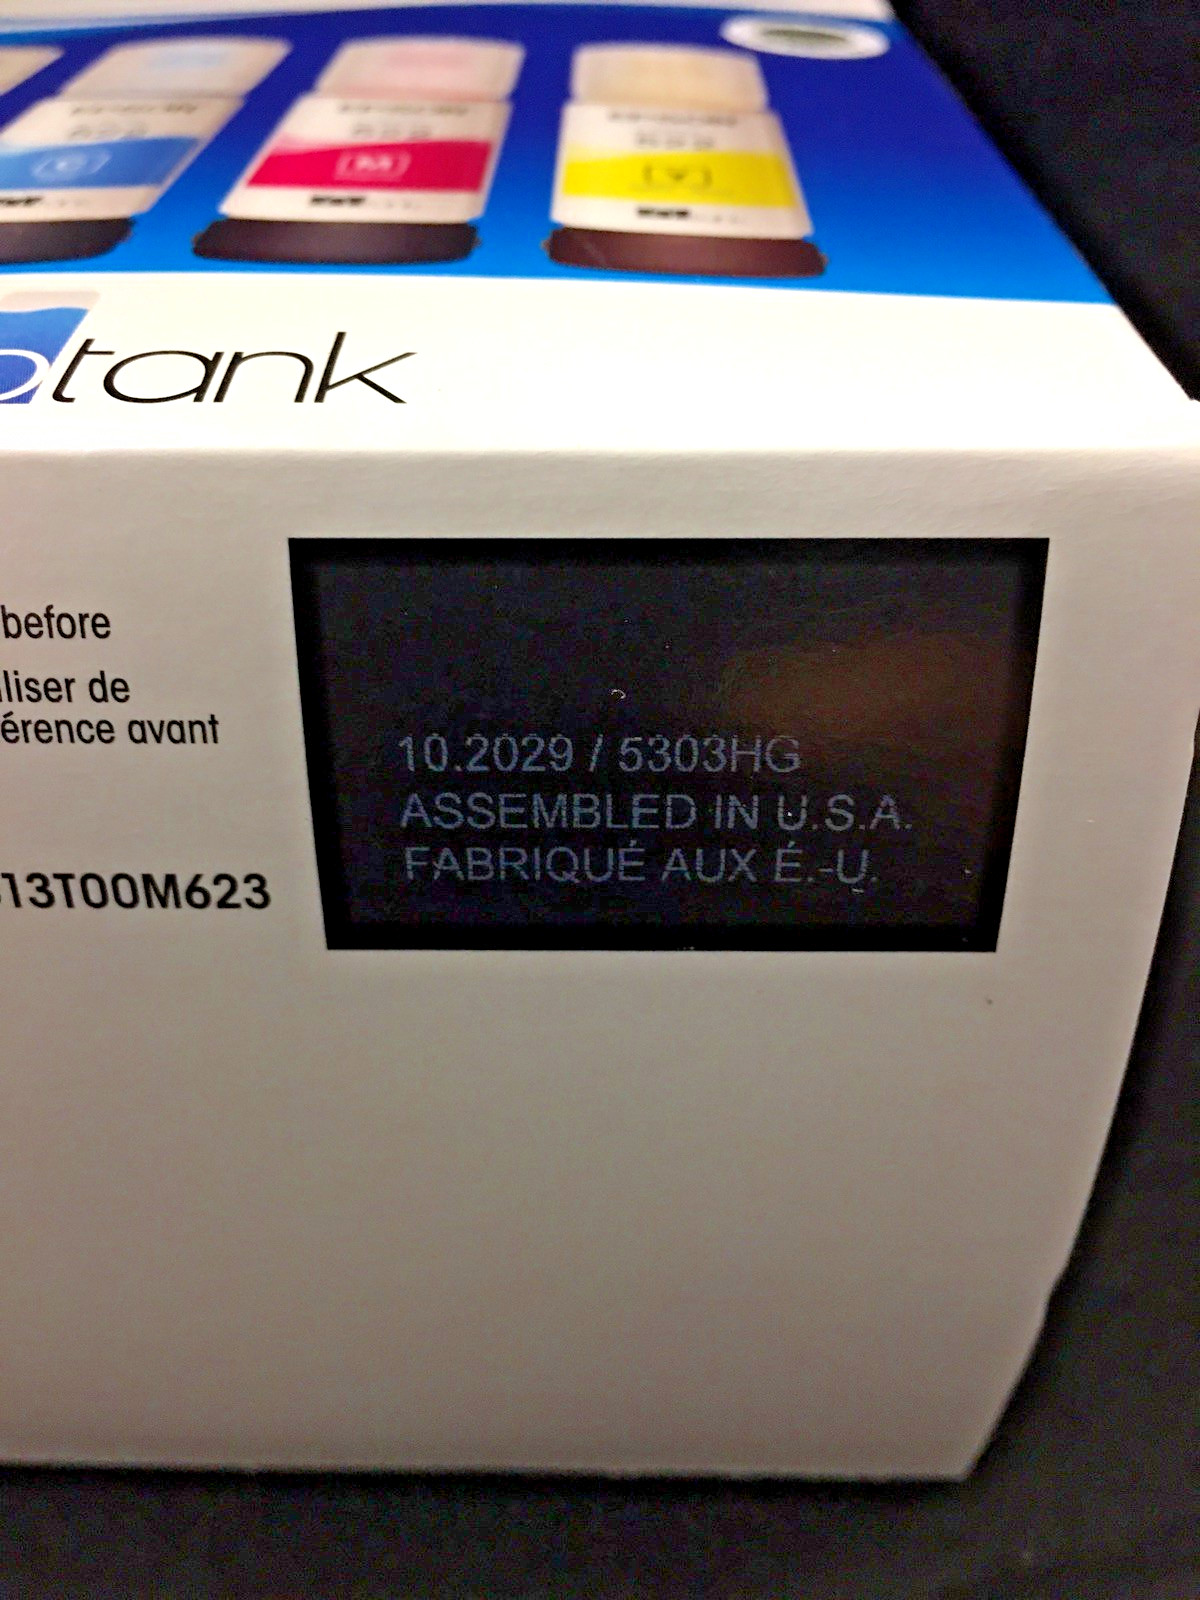 C
M
tank
before
liser de
érence avant
13T00M623
10.2029 / 5303HG
ASSEMBLED IN U.S.A.
FABRIQUÉ AUX É.-U.